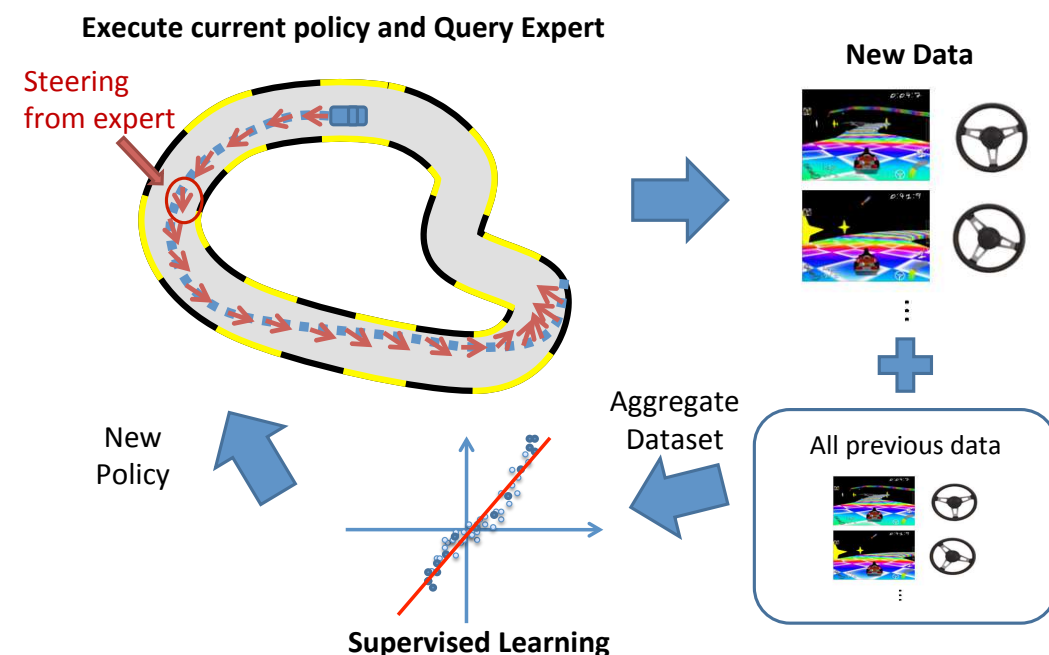 Execute current policy and Query Expert
New Data
Steering
from expert
...
Aggregate
Dataset
All previous data
...
New
Policy
Supervised Learning